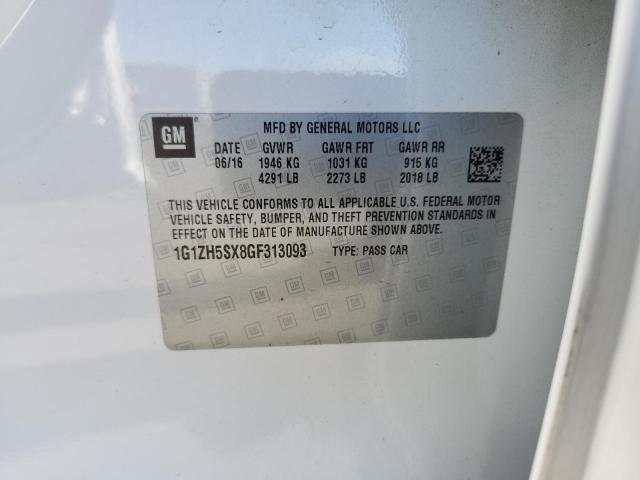 GM
MFD BY GENERAL MOTORS LLC
DATE GVWR GAWR FRT GAWR RR
06/16 1946 KG 1031 KG 915 KG
4291 LB 2273 LB 2018 LB
THIS VEHICLE CONFORMS TO ALL APPLICABLE U.S. FEDERAL MOTOR
VEHICLE SAFETY, BUMPER, AND THEFT PREVENTION STANDARDS IN
EFFECT ON THE DATE OF MANUFACTURE SHOWN ABOVE.
1G1ZH5SX8GF313093 TYPE: PASS CAR